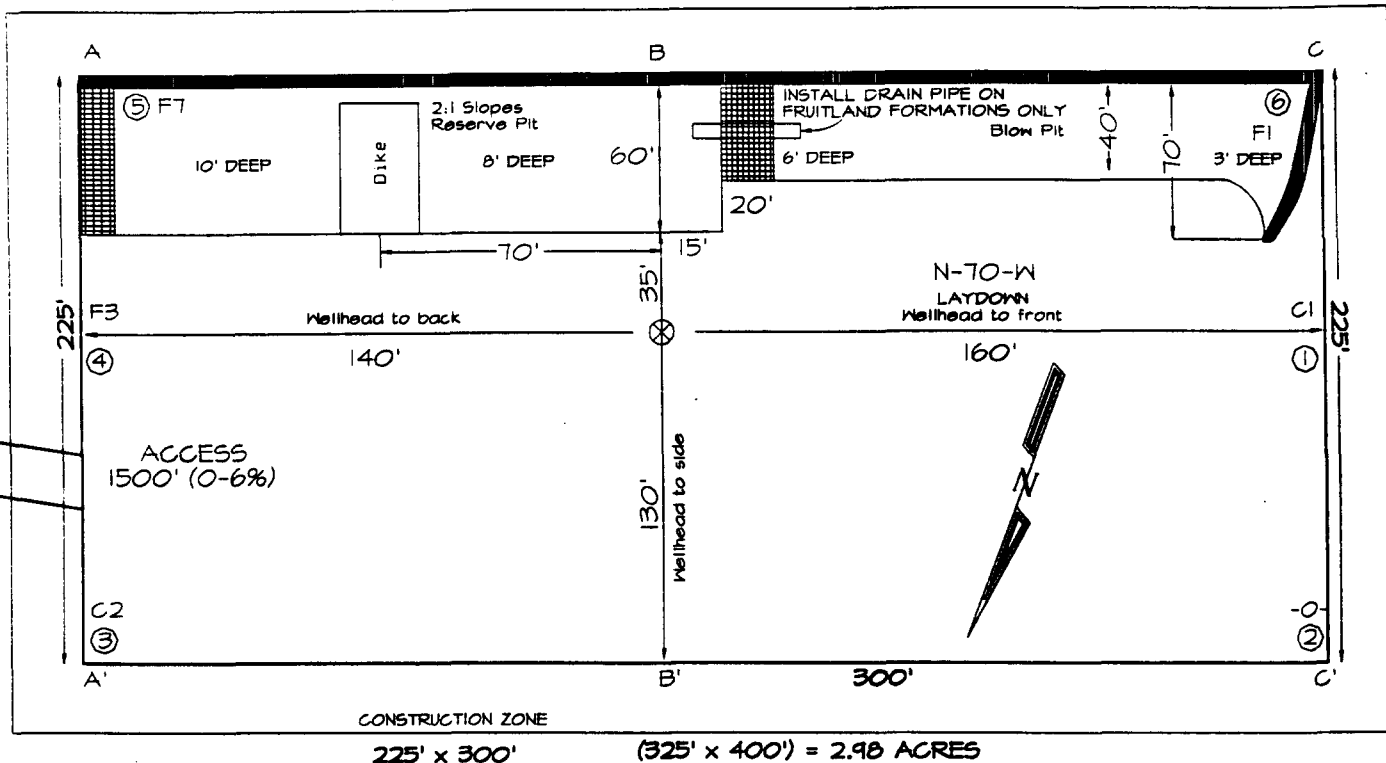 A
B
C
⑤ F7
2:1 Slopes
Reserve Pit
10' DEEP
Dike
8' DEEP
60'
INSTALL DRAIN PIPE ON
FRUITLAND FORMATIONS ONLY
Blow Pit
6' DEEP
40'
70'
⑥
F1
3' DEEP
20'
15'
70'
35'
N-70-W
LAYDOWN
Wellhead to front
160'
F3
Wellhead to back
④
140'
C1
①
225'
225'
ACCESS
1500' (0-6%)
130'
Wellhead to side
N
C2
③
-0-
②
A'
B'
300'
C'
CONSTRUCTION ZONE
225' x 300' (325' x 400') = 2.98 ACRES